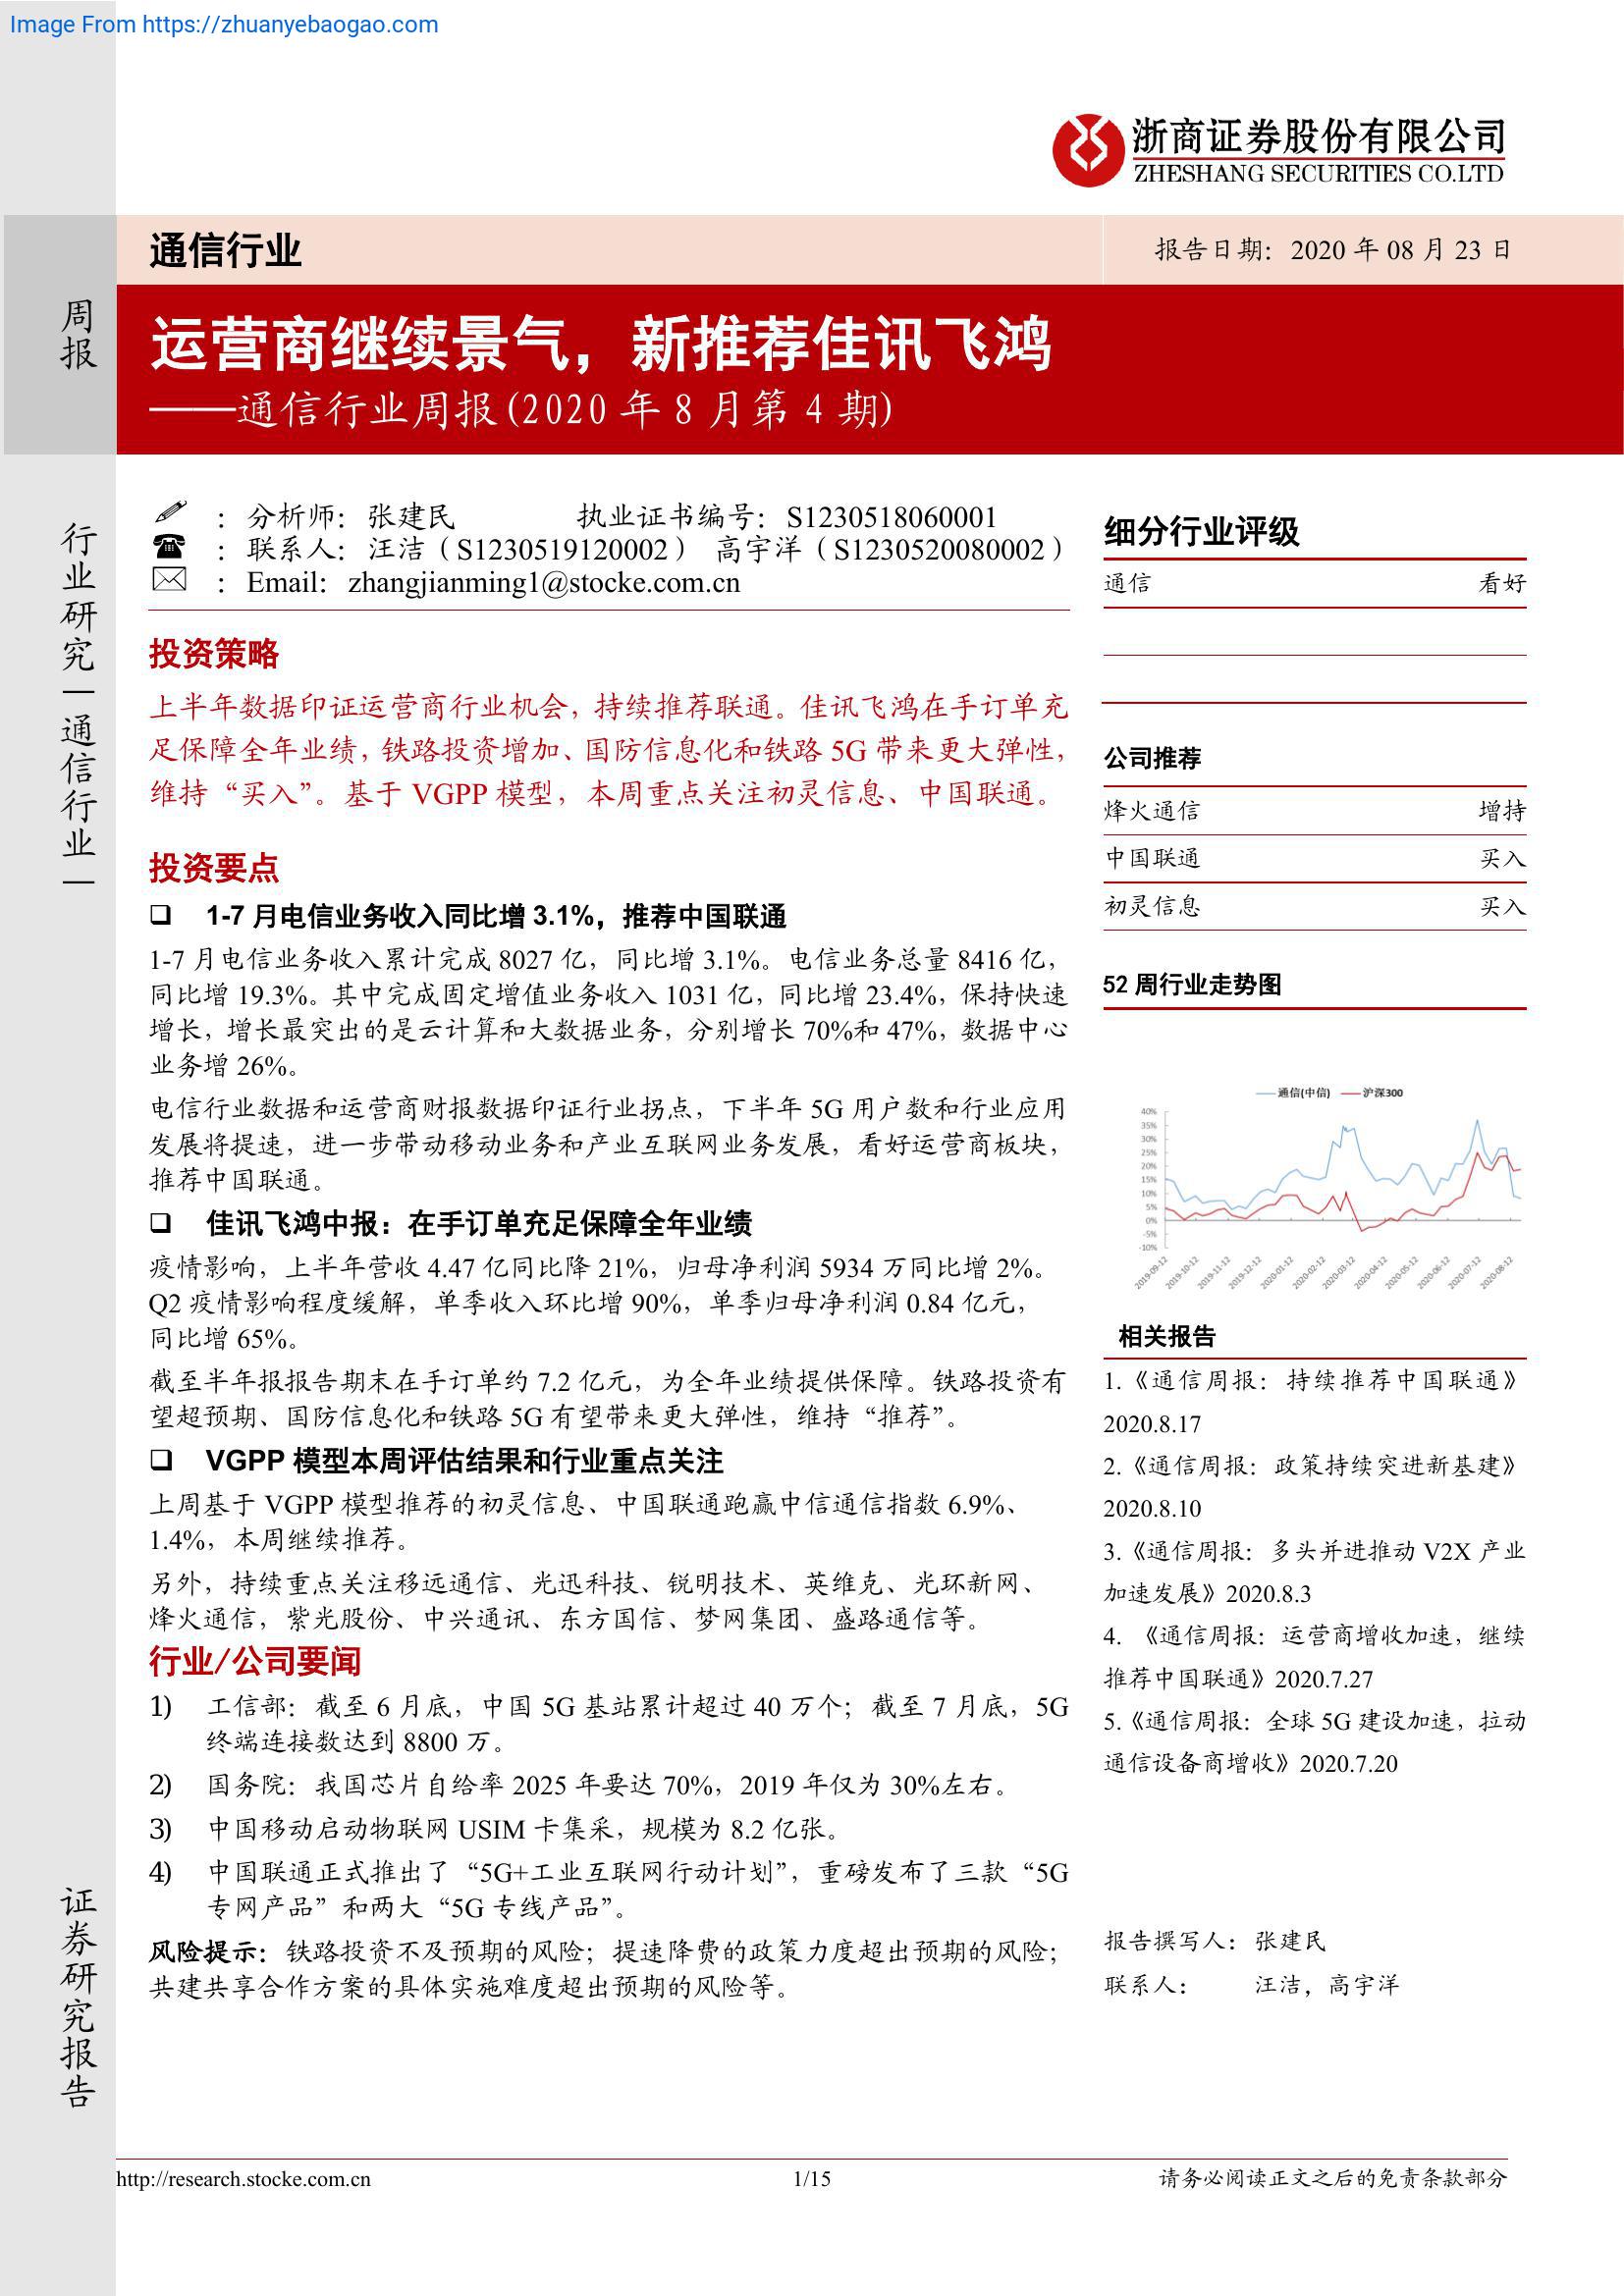 Image From https://zhuanyebaogao.com
浙商证券股份有限公司
ZHESHANG SECURITIES CO.LTD
周报
通信行业
报告日期：2020 年 08 月 23 日
运营商继续景气，新推荐佳讯飞鸿
——通信行业周报(2020 年 8 月第 4 期)
行业研究｜通信行业｜
：分析师：张建民 执业证书编号：S1230518060001
：联系人：汪洁（S1230519120002） 高宇洋（S1230520080002）
：Email：zhangjianming1@stocke.com.cn
投资策略
上半年数据印证运营商行业机会，持续推荐联通。佳讯飞鸿在手订单充
足保障全年业绩，铁路投资增加、国防信息化和铁路 5G 带来更大弹性，
维持“买入”。基于 VGPP 模型，本周重点关注初灵信息、中国联通。
投资要点
❑ 1-7 月电信业务收入同比增 3.1%，推荐中国联通
1-7 月电信业务收入累计完成 8027 亿，同比增 3.1%。电信业务总量 8416 亿，
同比增 19.3%。其中完成固定增值业务收入 1031 亿，同比增 23.4%，保持快速
增长，增长最突出的是云计算和大数据业务，分别增长 70%和 47%，数据中心
业务增 26%。
电信行业数据和运营商财报数据印证行业拐点，下半年 5G 用户数和行业应用
发展将提速，进一步带动移动业务和产业互联网业务发展，看好运营商板块，
推荐中国联通。
❑ 佳讯飞鸿中报：在手订单充足保障全年业绩
疫情影响，上半年营收 4.47 亿同比降 21%，归母净利润 5934 万同比增 2%。
Q2 疫情影响程度缓解，单季收入环比增 90%，单季归母净利润 0.84 亿元，
同比增 65%。
截至半年报报告期末在手订单约 7.2 亿元，为全年业绩提供保障。铁路投资有
望超预期、国防信息化和铁路 5G 有望带来更大弹性，维持“推荐”。
❑ VGPP 模型本周评估结果和行业重点关注
上周基于 VGPP 模型推荐的初灵信息、中国联通跑赢中信通信指数 6.9%、
1.4%，本周继续推荐。
另外，持续重点关注移远通信、光迅科技、锐明技术、英维克、光环新网、
烽火通信，紫光股份、中兴通讯、东方国信、梦网集团、盛路通信等。
行业/公司要闻
1) 工信部：截至 6 月底，中国 5G 基站累计超过 40 万个；截至 7 月底，5G
终端连接数达到 8800 万。
2) 国务院：我国芯片自给率 2025 年要达 70%，2019 年仅为 30%左右。
3) 中国移动启动物联网 USIM 卡集采，规模为 8.2 亿张。
4) 中国联通正式推出了“5G+工业互联网行动计划”，重磅发布了三款“5G
专网产品”和两大“5G 专线产品”。
风险提示：铁路投资不及预期的风险；提速降费的政策力度超出预期的风险；
共建共享合作方案的具体实施难度超出预期的风险等。
细分行业评级
通信 看好
公司推荐
烽火通信 增持
中国联通 买入
初灵信息 买入
52 周行业走势图
通信(中信) 沪深300
40%
35%
30%
25%
20%
15%
10%
5%
0%
-5%
-10%
2019-09-12 2019-10-12 2019-11-12 2019-12-12 2020-01-12 2020-02-12 2020-03-12 2020-04-12 2020-05-12 2020-06-12 2020-07-12 2020-08-12
相关报告
1.《通信周报：持续推荐中国联通》
2020.8.17
2.《通信周报：政策持续突进新基建》
2020.8.10
3.《通信周报：多头并进推动 V2X 产业
加速发展》2020.8.3
4. 《通信周报：运营商增收加速，继续
推荐中国联通》2020.7.27
5.《通信周报：全球 5G 建设加速，拉动
通信设备商增收》2020.7.20
报告撰写人：张建民
联系人： 汪洁，高宇洋
证券研究报告
http://research.stocke.com.cn
1/15
请务必阅读正文之后的免责条款部分